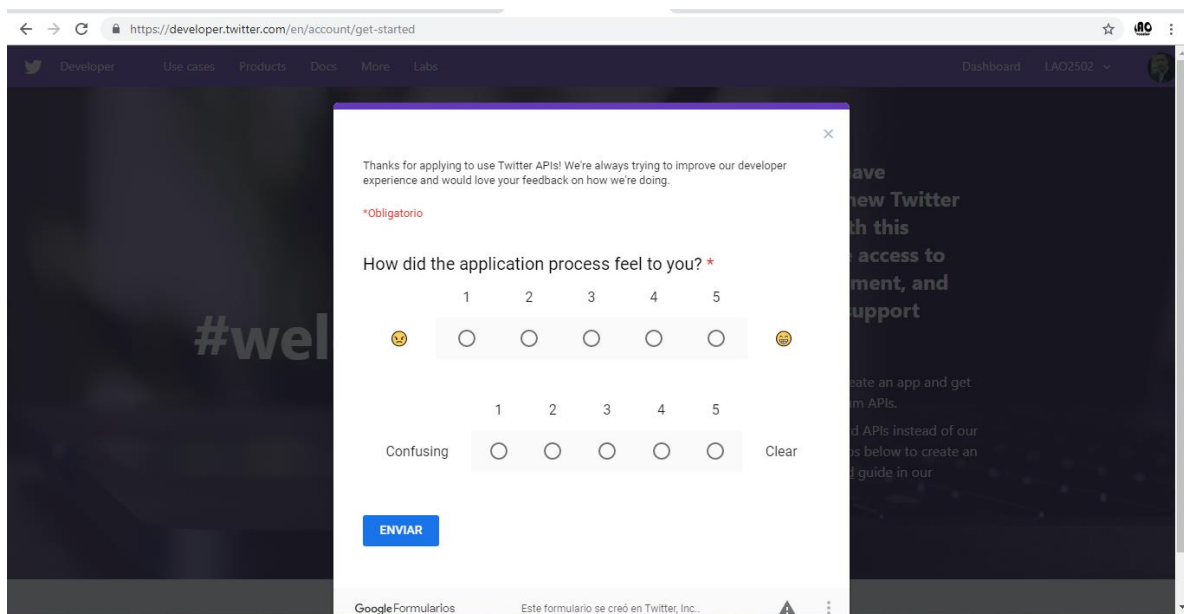 https://developer.twitter.com/en/account/get-started
Developer Use cases Products Docs More Labs Dashboard LAO2502
Thanks for applying to use Twitter APIs! We're always trying to improve our developer
experience and would love your feedback on how we're doing.
*Obligatorio
How did the application process feel to you? *
1 2 3 4 5
1 2 3 4 5
Confusing Clear
ENVIAR
Google Formularios Este formulario se creó en Twitter, Inc..
#wel
ave
new Twitter
th this
access to
ment, and
support
eate an app and get
m APIs.
d APIs instead of our
ps below to create an
d guide in our